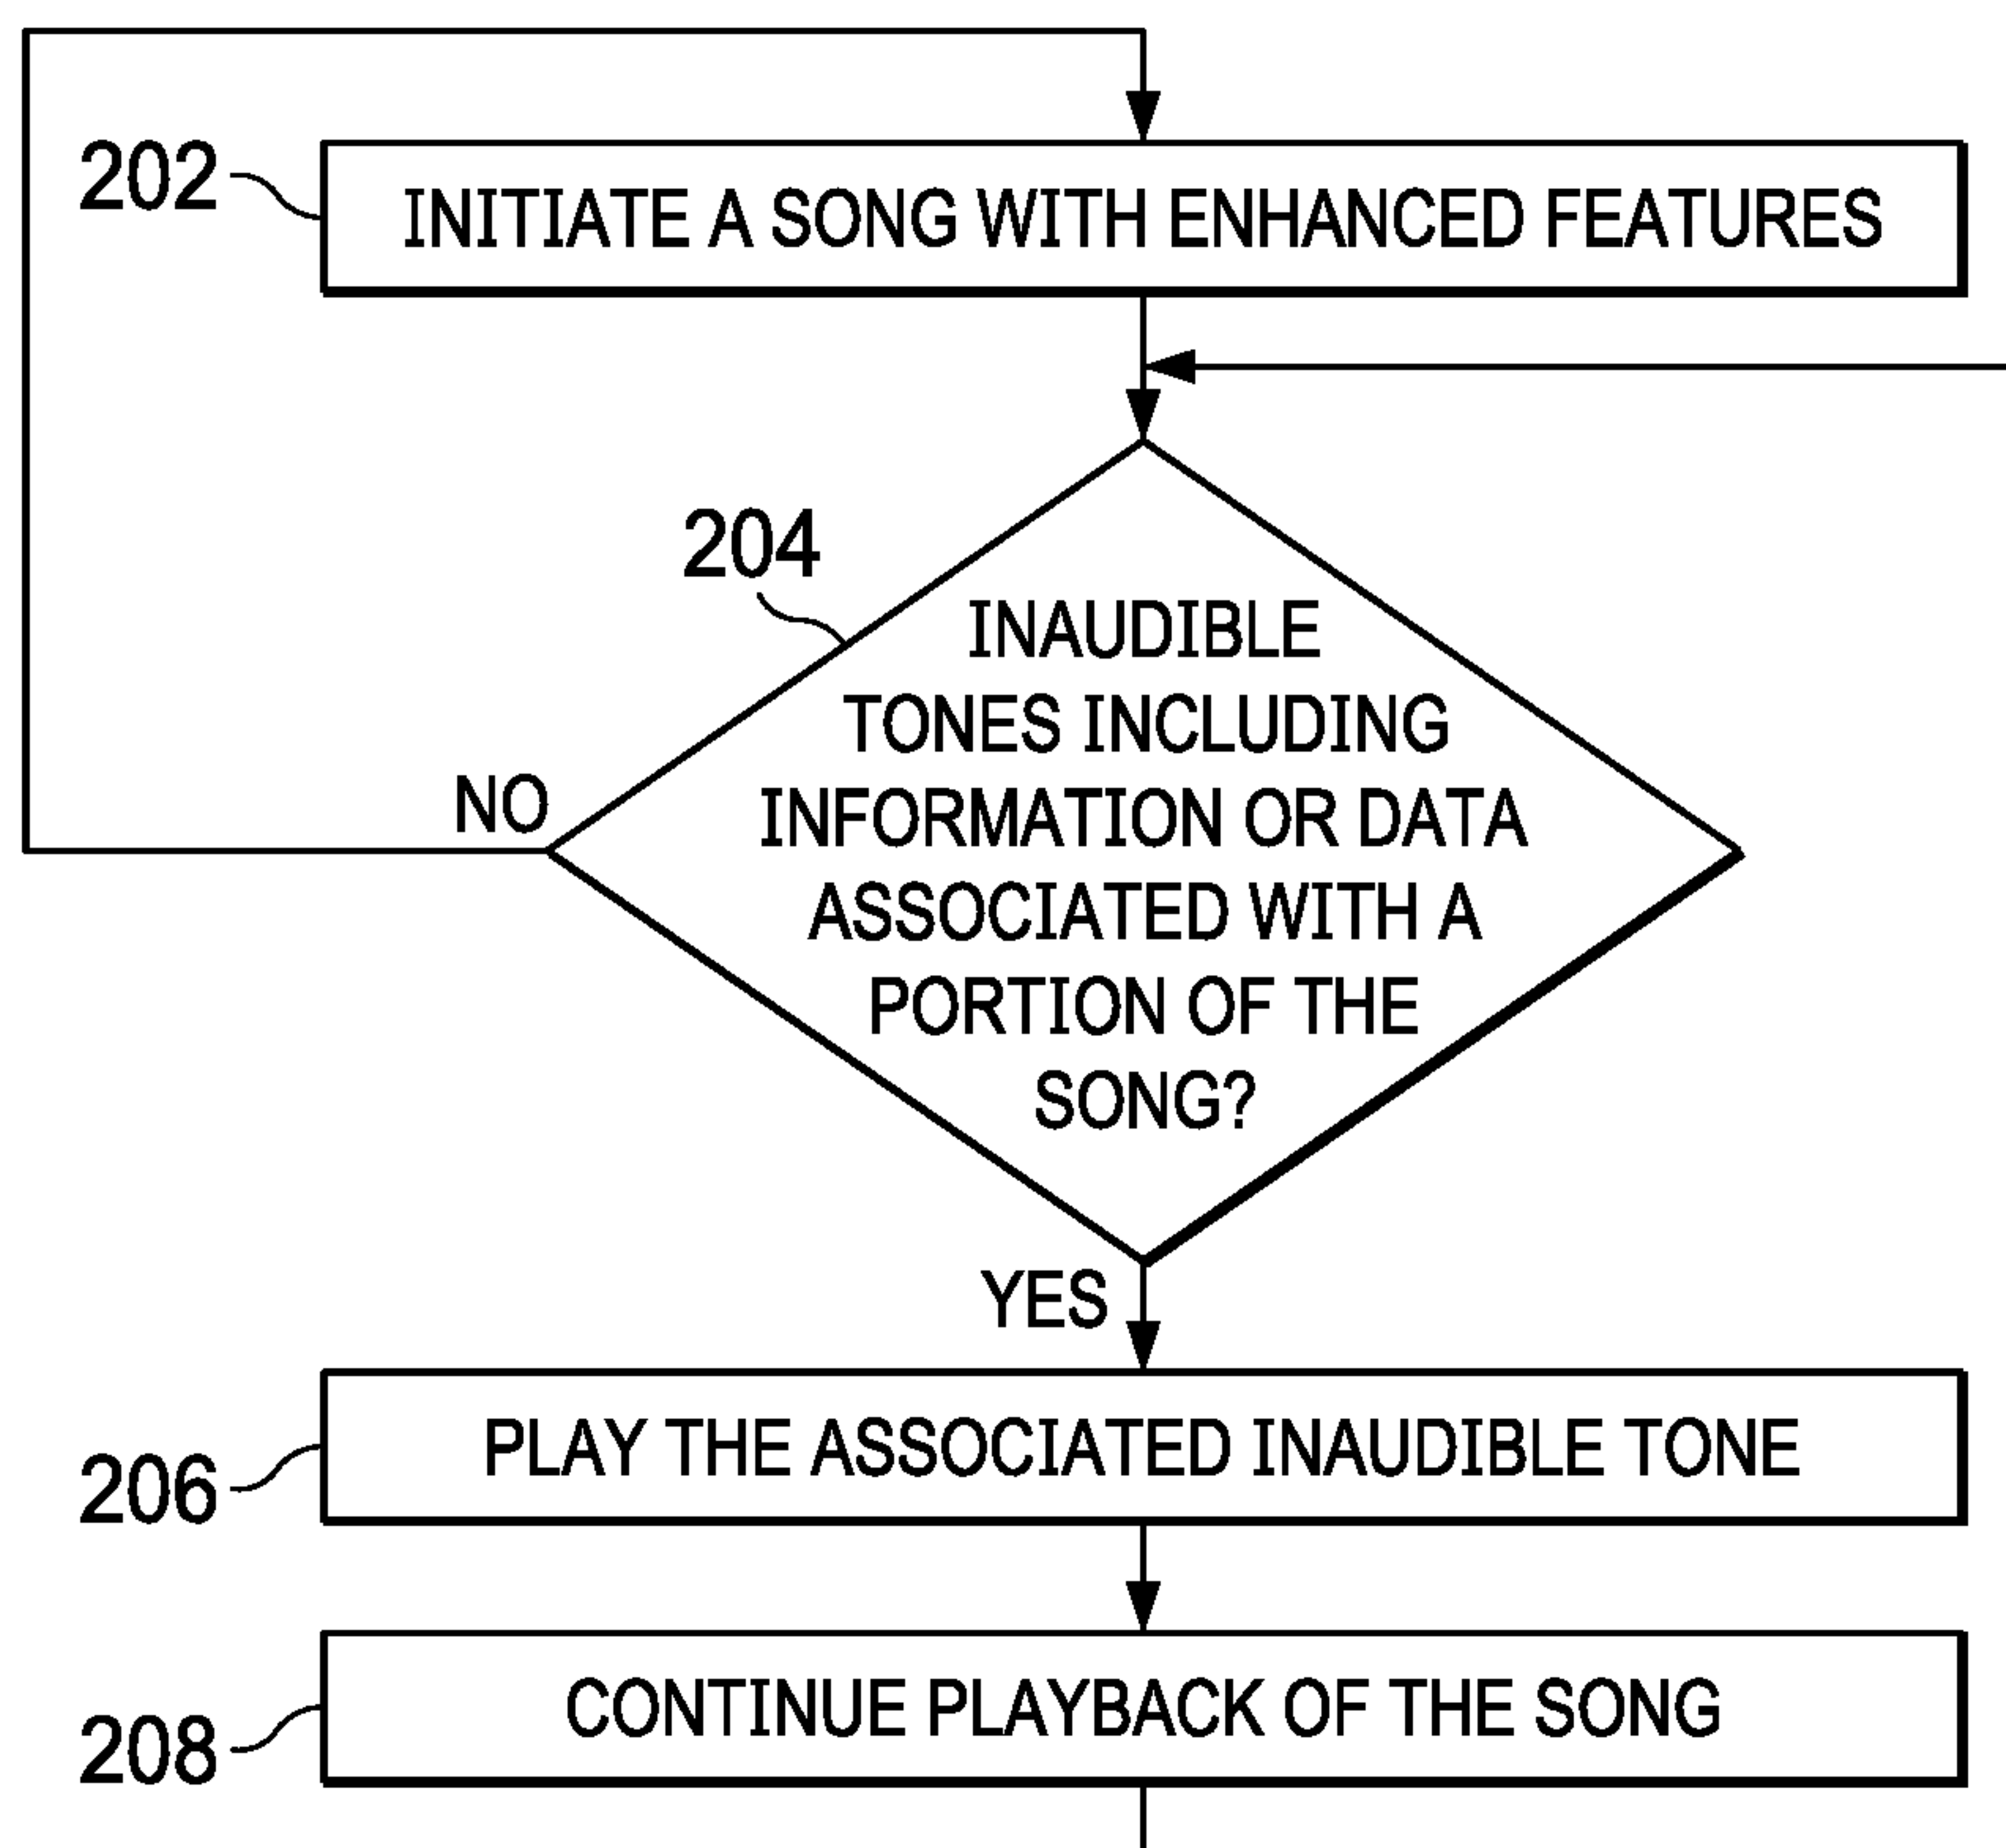 202
INITIATE A SONG WITH ENHANCED FEATURES
204
INAUDIBLE
TONES INCLUDING
INFORMATION OR DATA
ASSOCIATED WITH A
PORTION OF THE
SONG?
NO
YES
206
PLAY THE ASSOCIATED INAUDIBLE TONE
208
CONTINUE PLAYBACK OF THE SONG